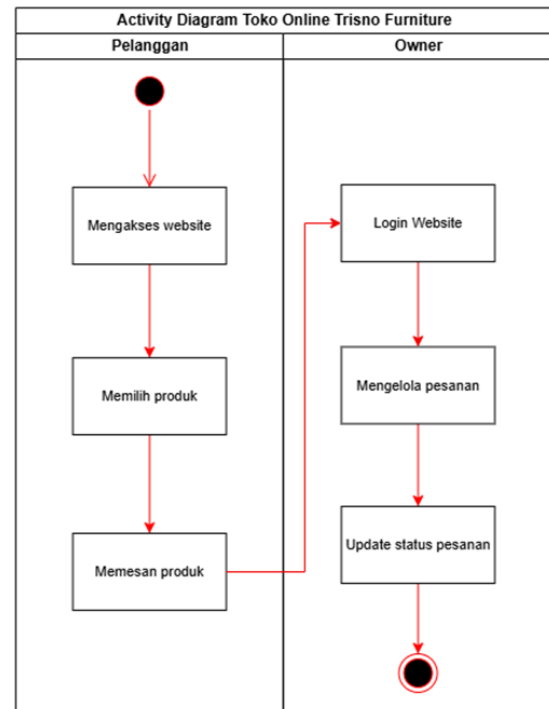 Activity Diagram Toko Online Trisno Furniture
Pelanggan
Owner
Mengakses website
Memilih produk
Memesan produk
Login Website
Mengelola pesanan
Update status pesanan